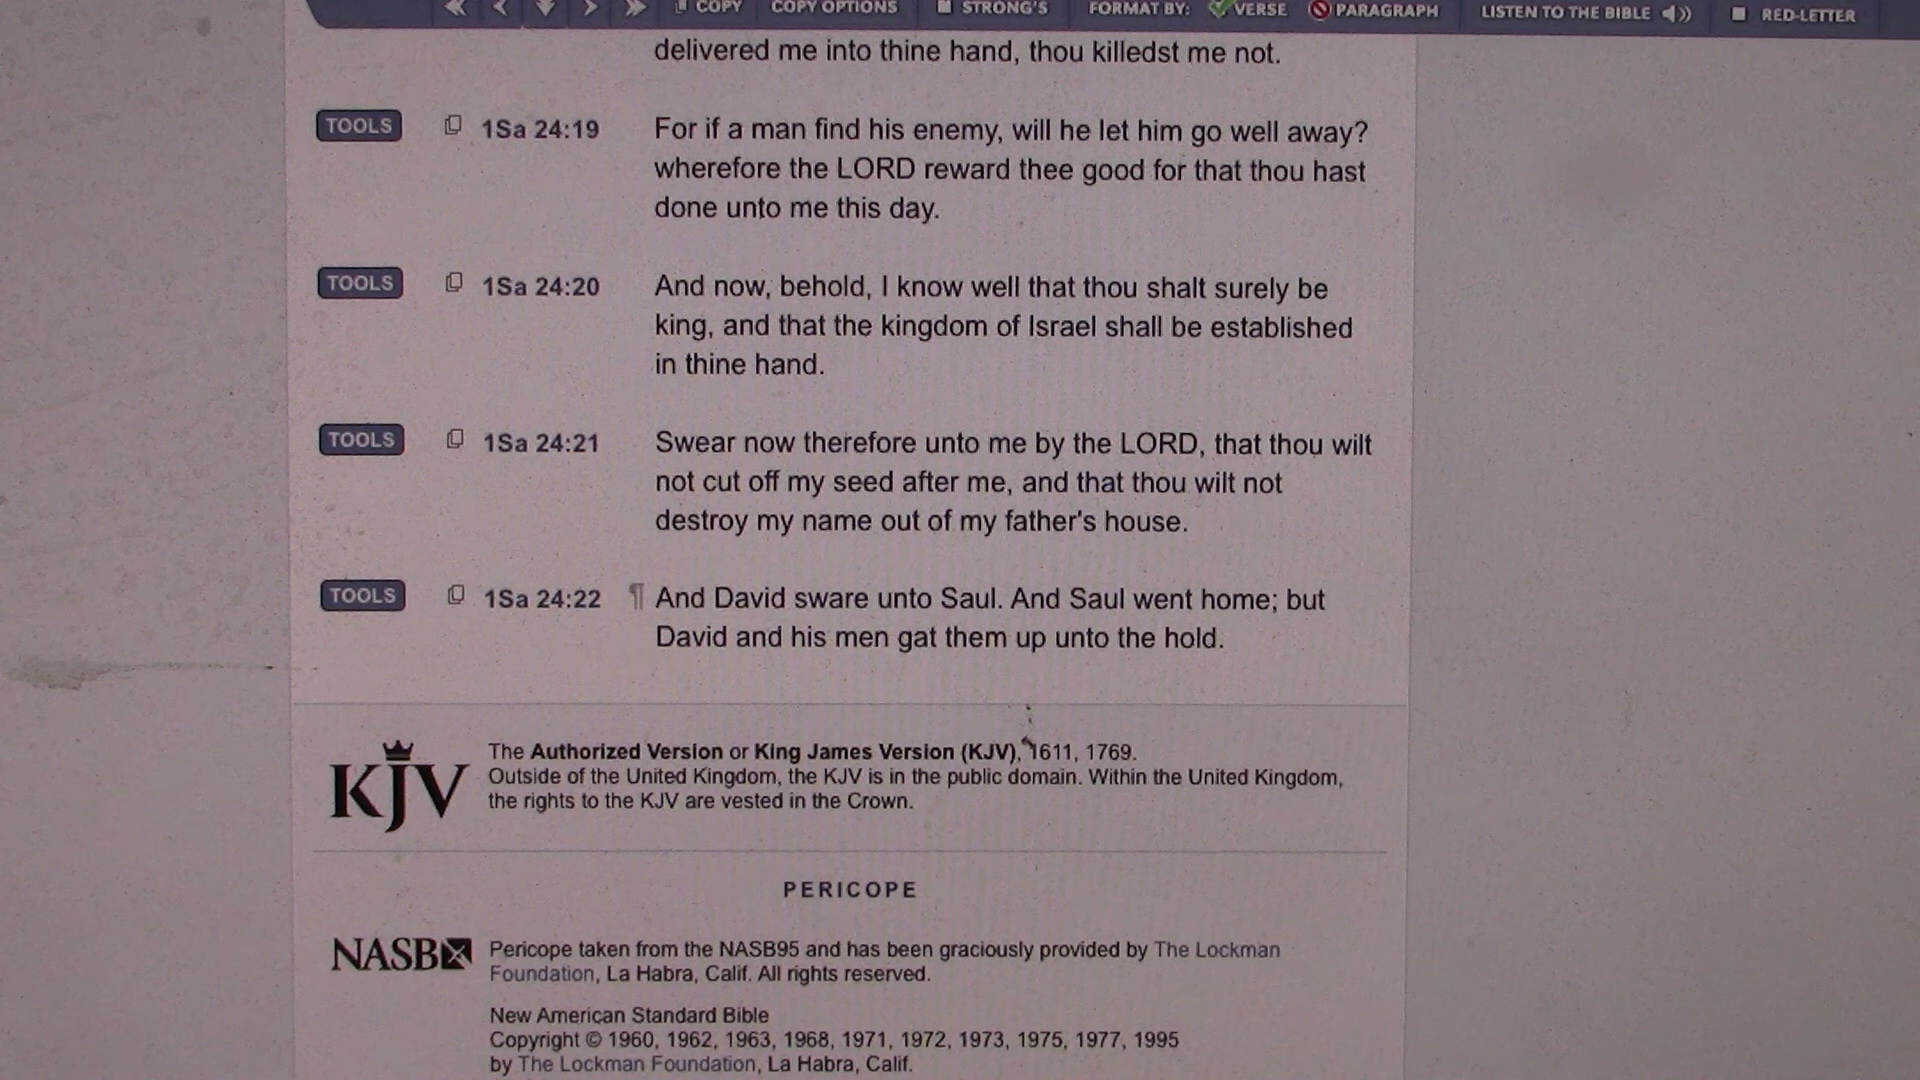 COPY COPY OPTIONS STRONG'S FORMAT BY: VERSE PARAGRAPH LISTEN TO THE BIBLE RED-LETTER
delivered me into thine hand, thou killedst me not.
TOOLS 1Sa 24:19 For if a man find his enemy, will he let him go well away?
wherefore the LORD reward thee good for that thou hast
done unto me this day.
TOOLS 1Sa 24:20 And now, behold, I know well that thou shalt surely be
king, and that the kingdom of Israel shall be established
in thine hand.
TOOLS 1Sa 24:21 Swear now therefore unto me by the LORD, that thou wilt
not cut off my seed after me, and that thou wilt not
destroy my name out of my father's house.
TOOLS 1Sa 24:22 ¶ And David sware unto Saul. And Saul went home; but
David and his men gat them up unto the hold.
KJV
The Authorized Version or King James Version (KJV), 1611, 1769.
Outside of the United Kingdom, the KJV is in the public domain. Within the United Kingdom,
the rights to the KJV are vested in the Crown.
PERICOPE
NASB
Pericope taken from the NASB95 and has been graciously provided by The Lockman
Foundation, La Habra, Calif. All rights reserved.
New American Standard Bible
Copyright © 1960, 1962, 1963, 1968, 1971, 1972, 1973, 1975, 1977, 1995
by The Lockman Foundation, La Habra, Calif.